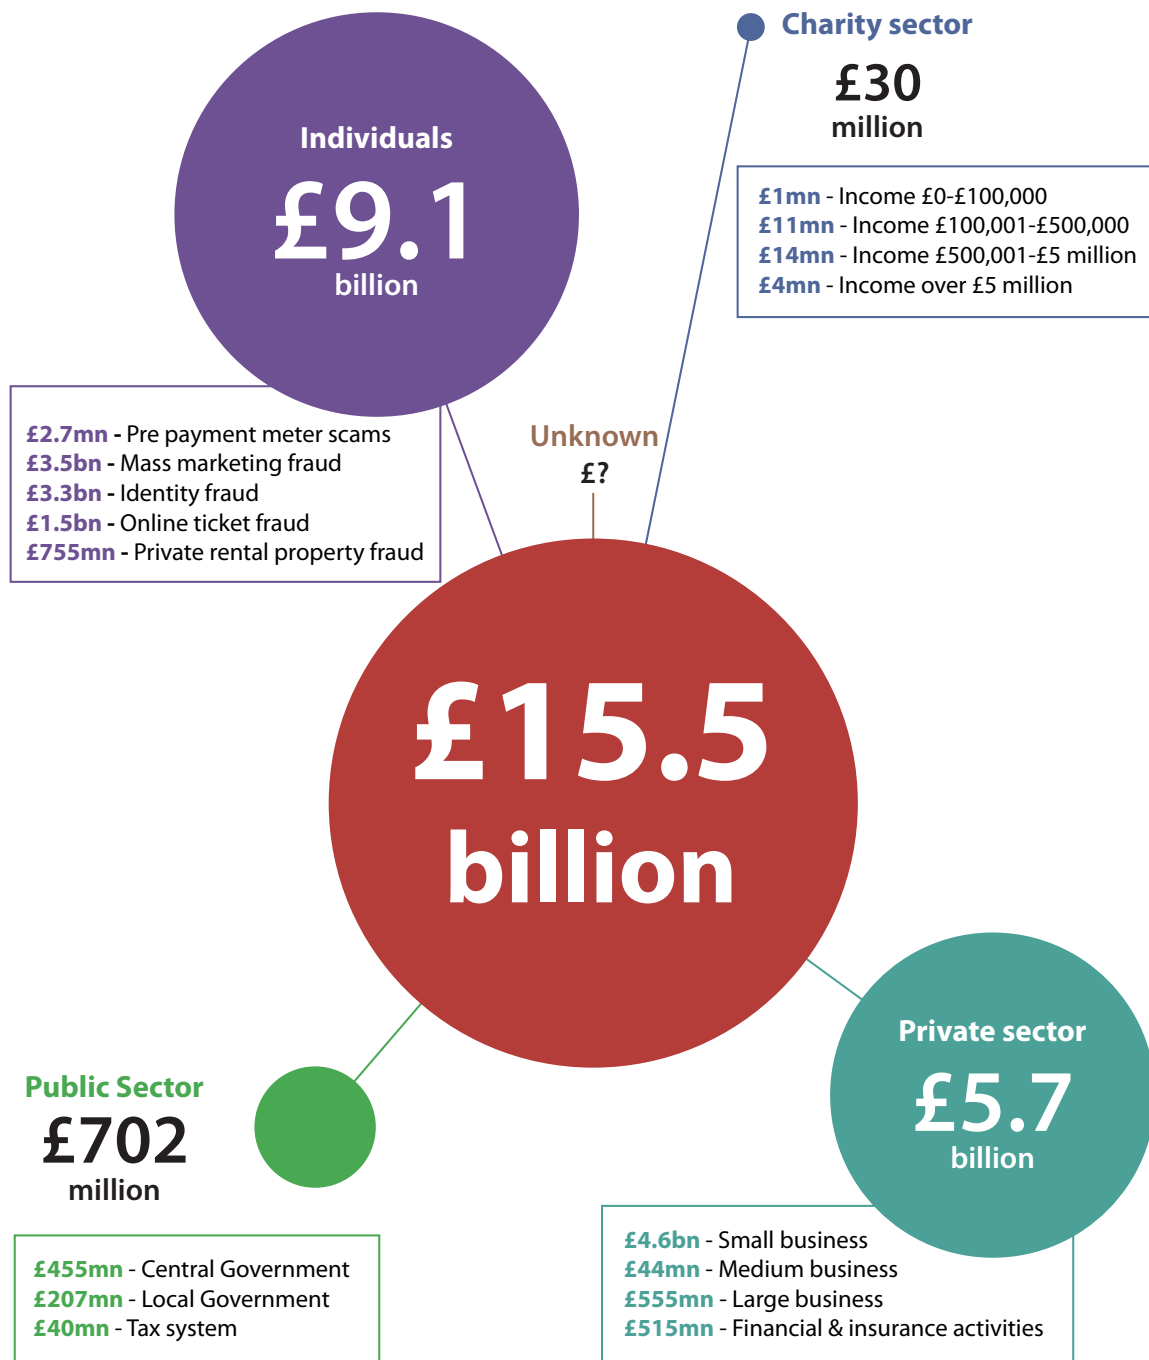 Charity sector
£30
million
£1mn - Income £0-£100,000
£11mn - Income £100,001-£500,000
£14mn - Income £500,001-£5 million
£4mn - Income over £5 million
Individuals
£9.1
billion
£2.7mn - Pre payment meter scams
£3.5bn - Mass marketing fraud
£3.3bn - Identity fraud
£1.5bn - Online ticket fraud
£755mn - Private rental property fraud
Unknown
£?
£15.5
billion
Private sector
£5.7
billion
£4.6bn - Small business
£44mn - Medium business
£555mn - Large business
£515mn - Financial & insurance activities
Public Sector
£702
million
£455mn - Central Government
£207mn - Local Government
£40mn - Tax system